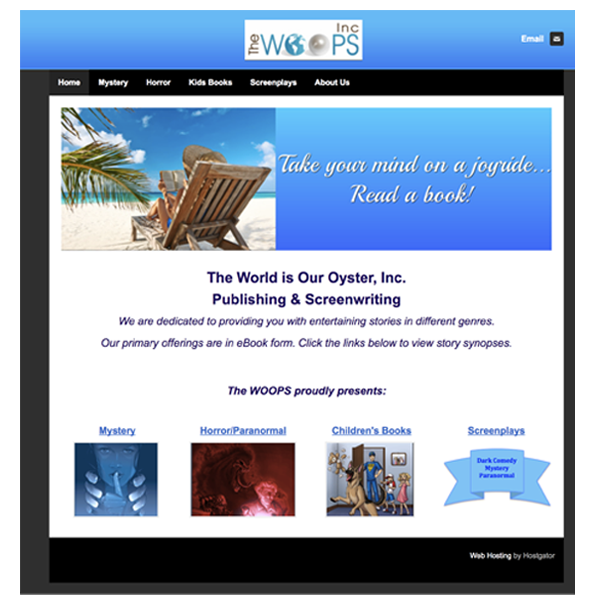 The WOOPS Inc
Email
Home Mystery Horror Kids Books Screenplays About Us
Take your mind on a joyride...
Read a book!
The World is Our Oyster, Inc.
Publishing & Screenwriting
We are dedicated to providing you with entertaining stories in different genres.
Our primary offerings are in eBook form. Click the links below to view story synopses.
The WOOPS proudly presents:
Mystery Horror/Paranormal Children's Books Screenplays
Dark Comedy
Mystery
Paranormal
Web Hosting by Hostgator